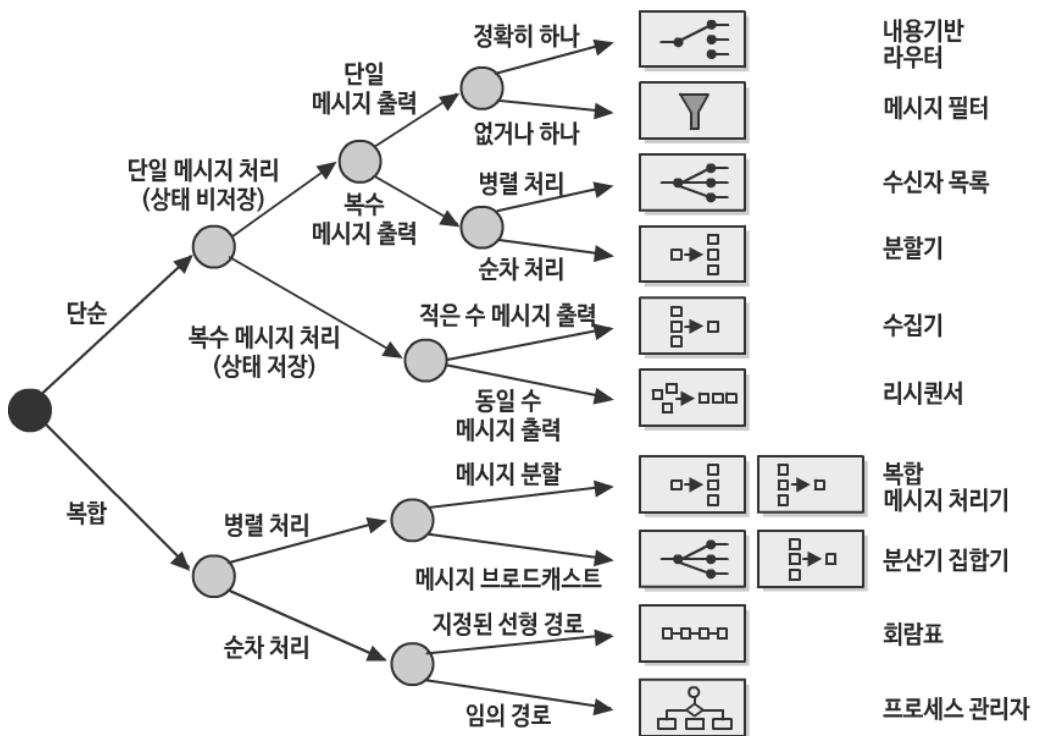 정확히 하나
내용기반
라우터
단일
메시지 출력
메시지 필터
없거나 하나
단일 메시지 처리
(상태 비저장)
병렬 처리
수신자 목록
복수
메시지 출력
순차 처리
분할기
단순
적은 수 메시지 출력
수집기
복수 메시지 처리
(상태 저장)
동일 수
메시지 출력
리시퀀서
메시지 분할
복합
메시지 처리기
복합
병렬 처리
메시지 브로드캐스트
분산기 집합기
지정된 선형 경로
회람표
순차 처리
임의 경로
프로세스 관리자